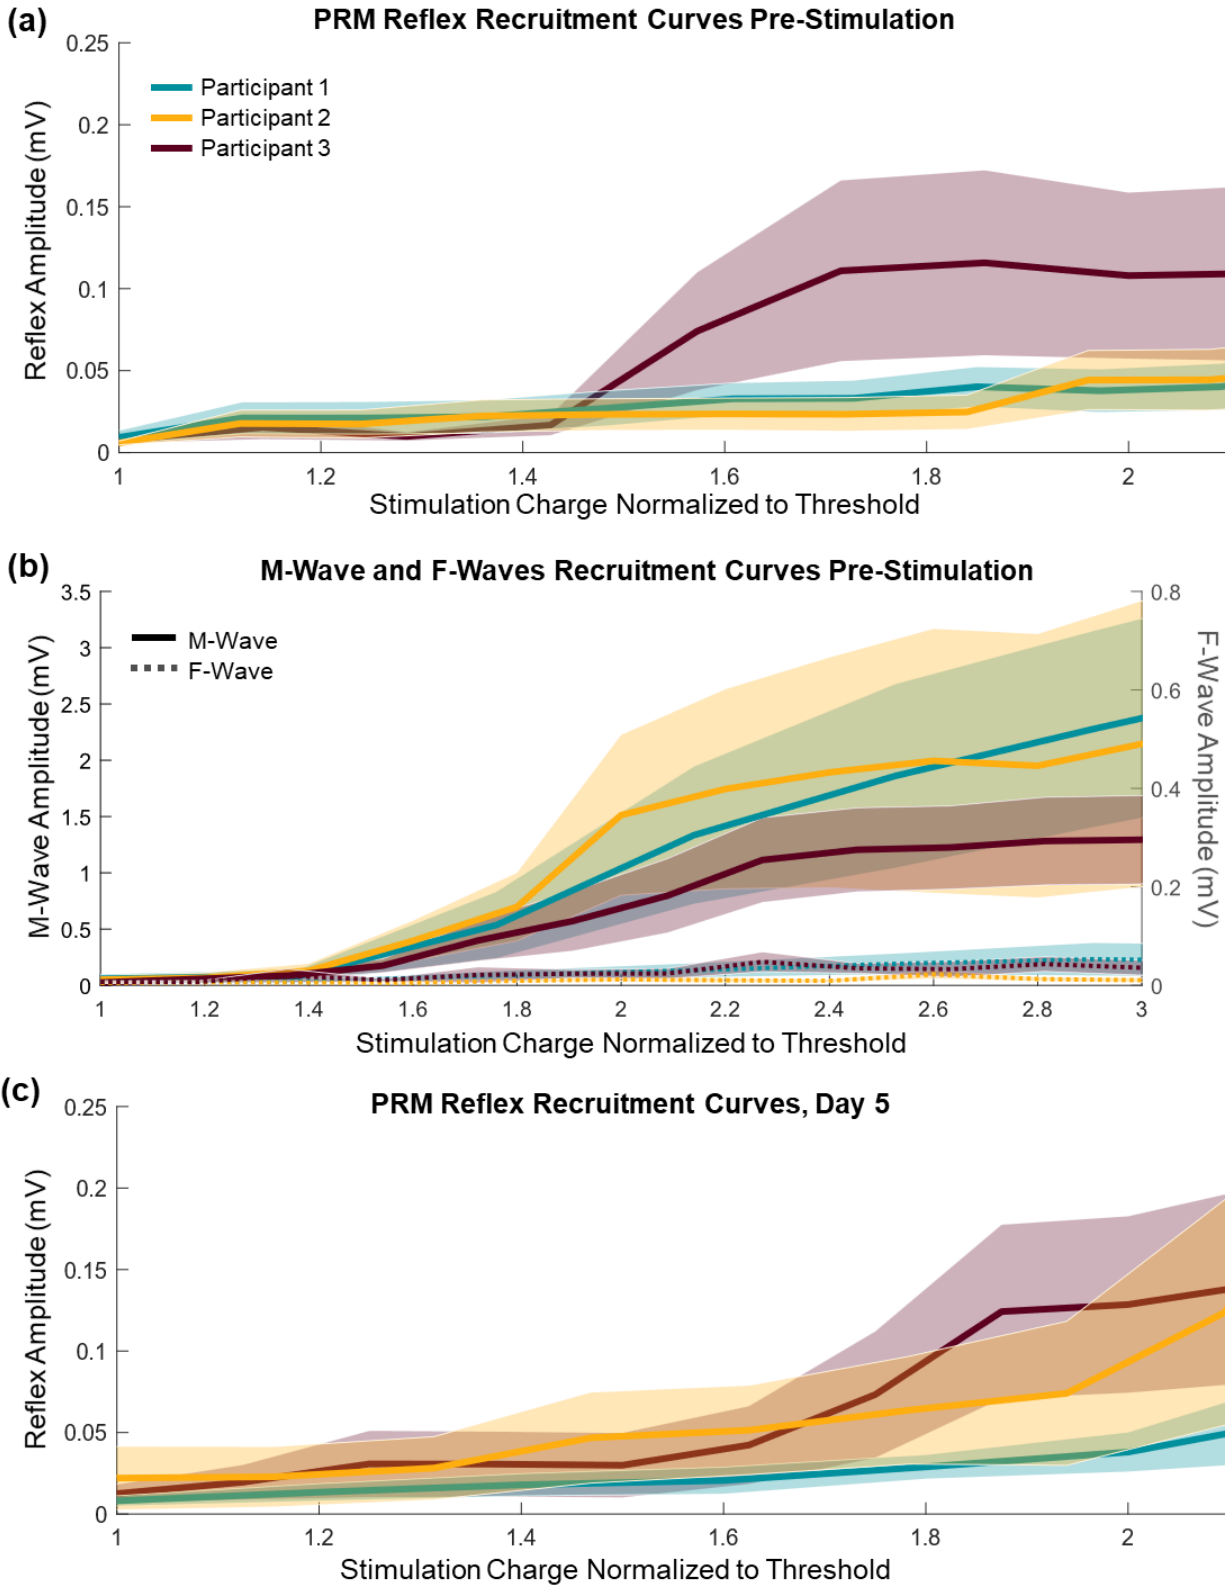 (a)
PRM Reflex Recruitment Curves Pre-Stimulation
0.25
0.2
0.15
0.1
0.05
0
Reflex Amplitude (mV)
Participant 1
Participant 2
Participant 3
1 1.2 1.4 1.6 1.8 2
Stimulation Charge Normalized to Threshold
(b)
M-Wave and F-Waves Recruitment Curves Pre-Stimulation
3.5
3
2.5
2
1.5
1
0.5
0
M-Wave Amplitude (mV)
M-Wave
F-Wave
0.8
0.6
0.4
0.2
0
F-Wave Amplitude (mV)
1 1.2 1.4 1.6 1.8 2 2.2 2.4 2.6 2.8 3
Stimulation Charge Normalized to Threshold
(c)
PRM Reflex Recruitment Curves, Day 5
0.25
0.2
0.15
0.1
0.05
0
Reflex Amplitude (mV)
1 1.2 1.4 1.6 1.8 2
Stimulation Charge Normalized to Threshold